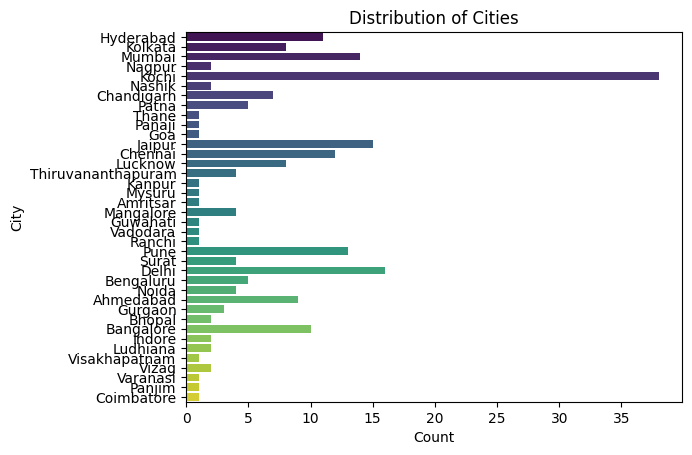 Distribution of Cities
City
Hyderabad
Kolkata
Mumbai
Nagpur
Kochi
Nashik
Chandigarh
Patna
Thane
Panaji
Goa
Jaipur
Chennai
Lucknow
Thiruvananthapuram
Kanpur
Mysuru
Amritsar
Mangalore
Guwahati
Vadodara
Ranchi
Pune
Surat
Delhi
Bengaluru
Noida
Ahmedabad
Gurgaon
Bhopal
Bangalore
Indore
Ludhiana
Visakhapatnam
Vizag
Varanasi
Panjim
Coimbatore
0 5 10 15 20 25 30 35
Count